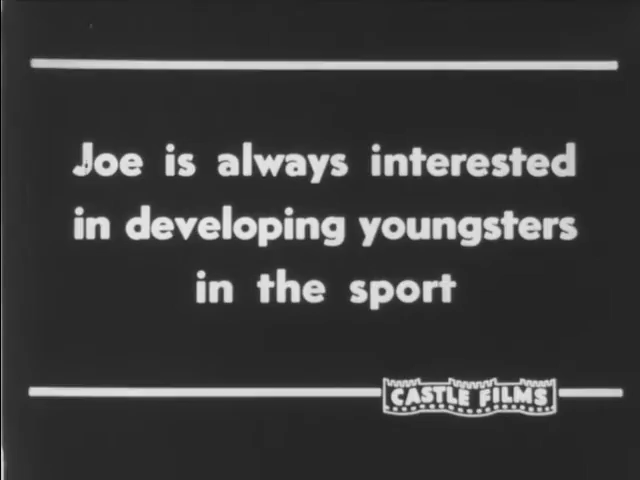 Joe is always interested
in developing youngsters
in the sport
CASTLE FILMS